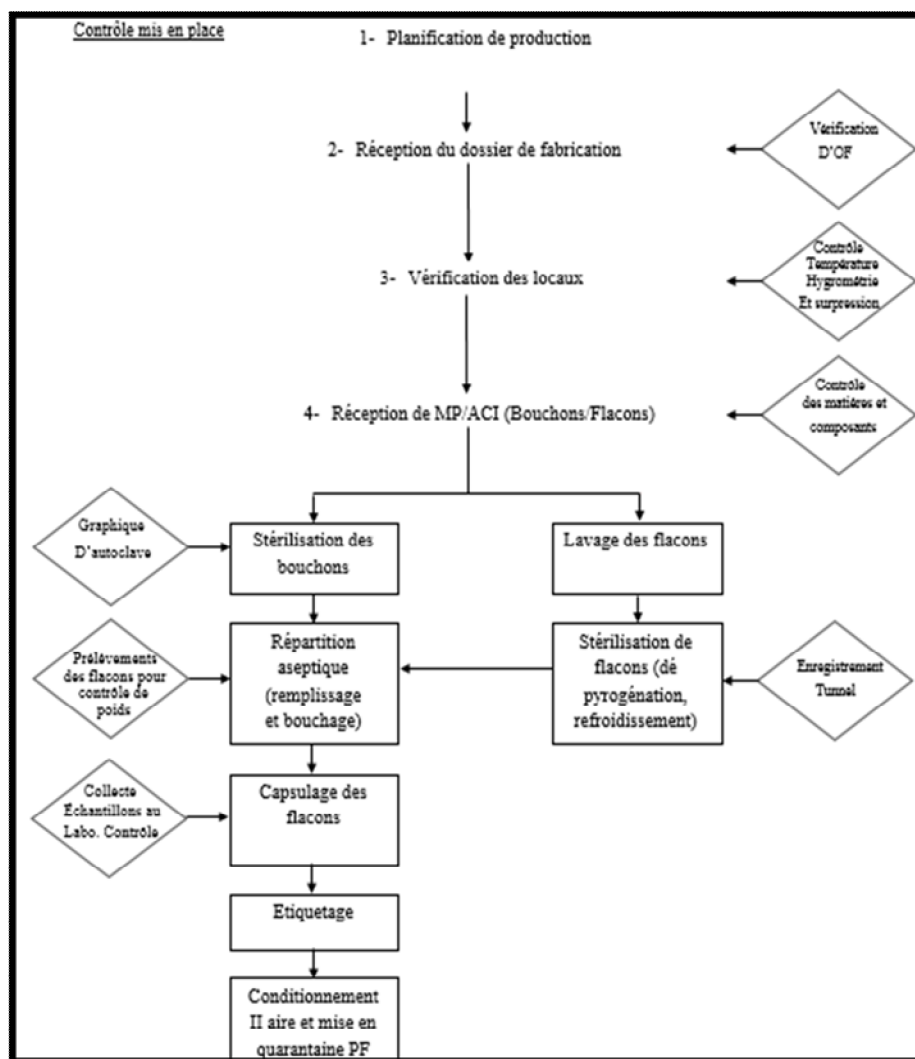 Contrôle mis en place
1- Planification de production
Vérification
D'OF
2- Réception du dossier de fabrication
Contrôle
Température
Hygrométrie
Et surpression
3- Vérification des locaux
Contrôle
des matières et
composants
4- Réception de MP/ACI (Bouchons/Flacons)
Graphique
D'autoclave
Stérilisation des
bouchons
Lavage des flacons
Prélèvements
des flacons pour
contrôle de
poids
Répartition
aseptique
(remplissage
et bouchage)
Stérilisation de
flacons (dé
pyrogénation,
refroidissement)
Enregistrement
Tunnel
Collecte
Échantillons au
Labo. Contrôle
Capsulage des
flacons
Etiquetage
Conditionnement
II aire et mise en
quarantaine PF